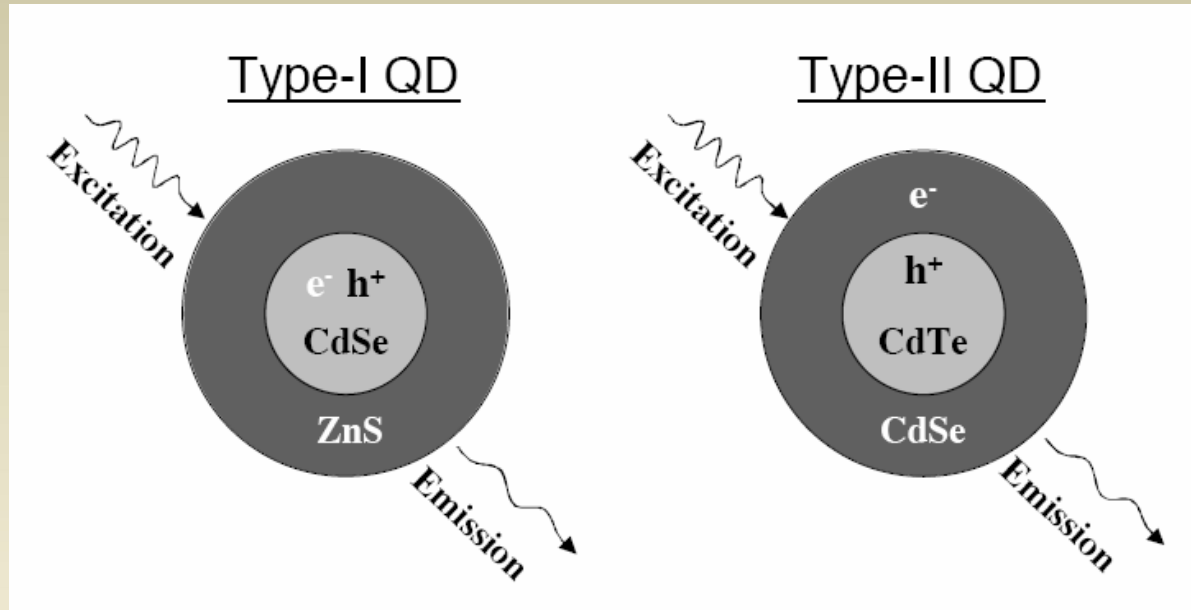 Type-I QD
Excitation
e⁻ h⁺
CdSe
ZnS
Emission
Type-II QD
Excitation
e⁻
h⁺
CdTe
CdSe
Emission